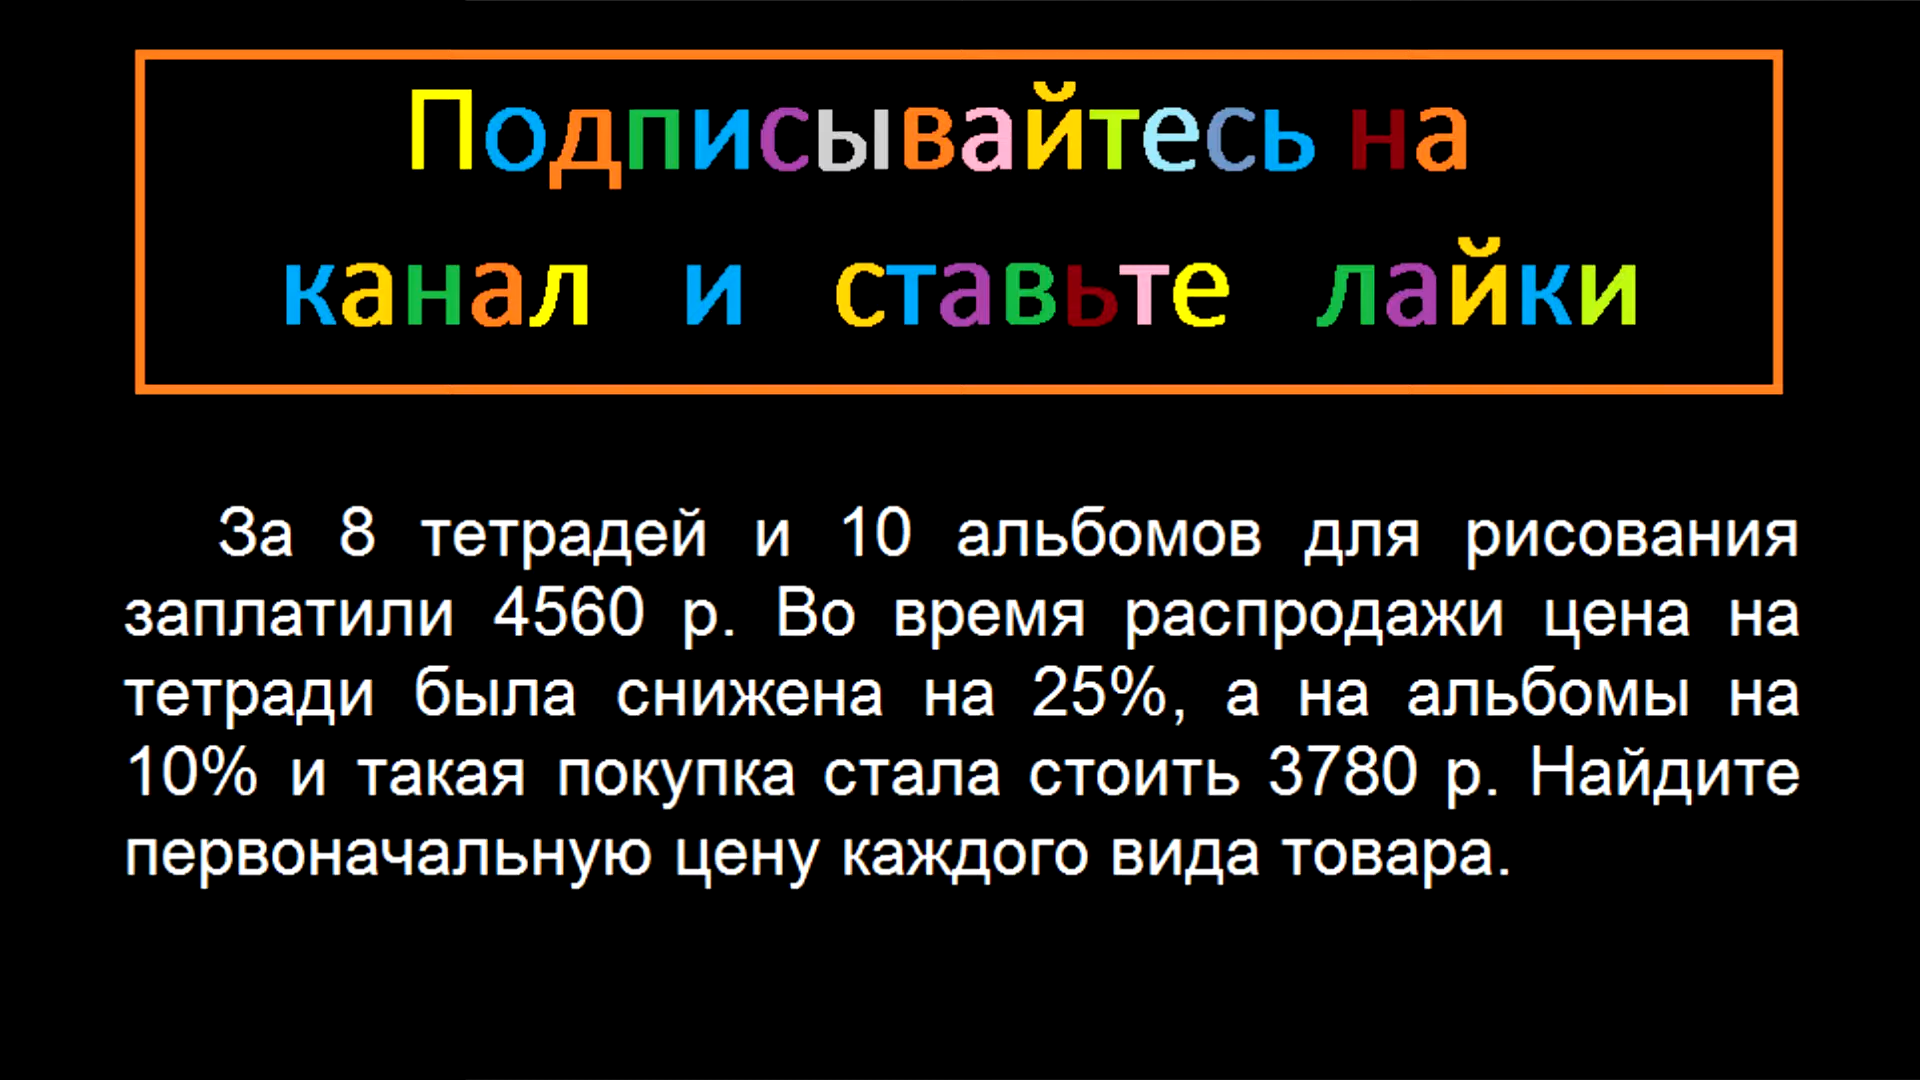 Подписывайтесь на
канал и ставьте лайки
За 8 тетрадей и 10 альбомов для рисования
заплатили 4560 р. Во время распродажи цена на
тетради была снижена на 25%, а на альбомы на
10% и такая покупка стала стоить 3780 р. Найдите
первоначальную цену каждого вида товара.